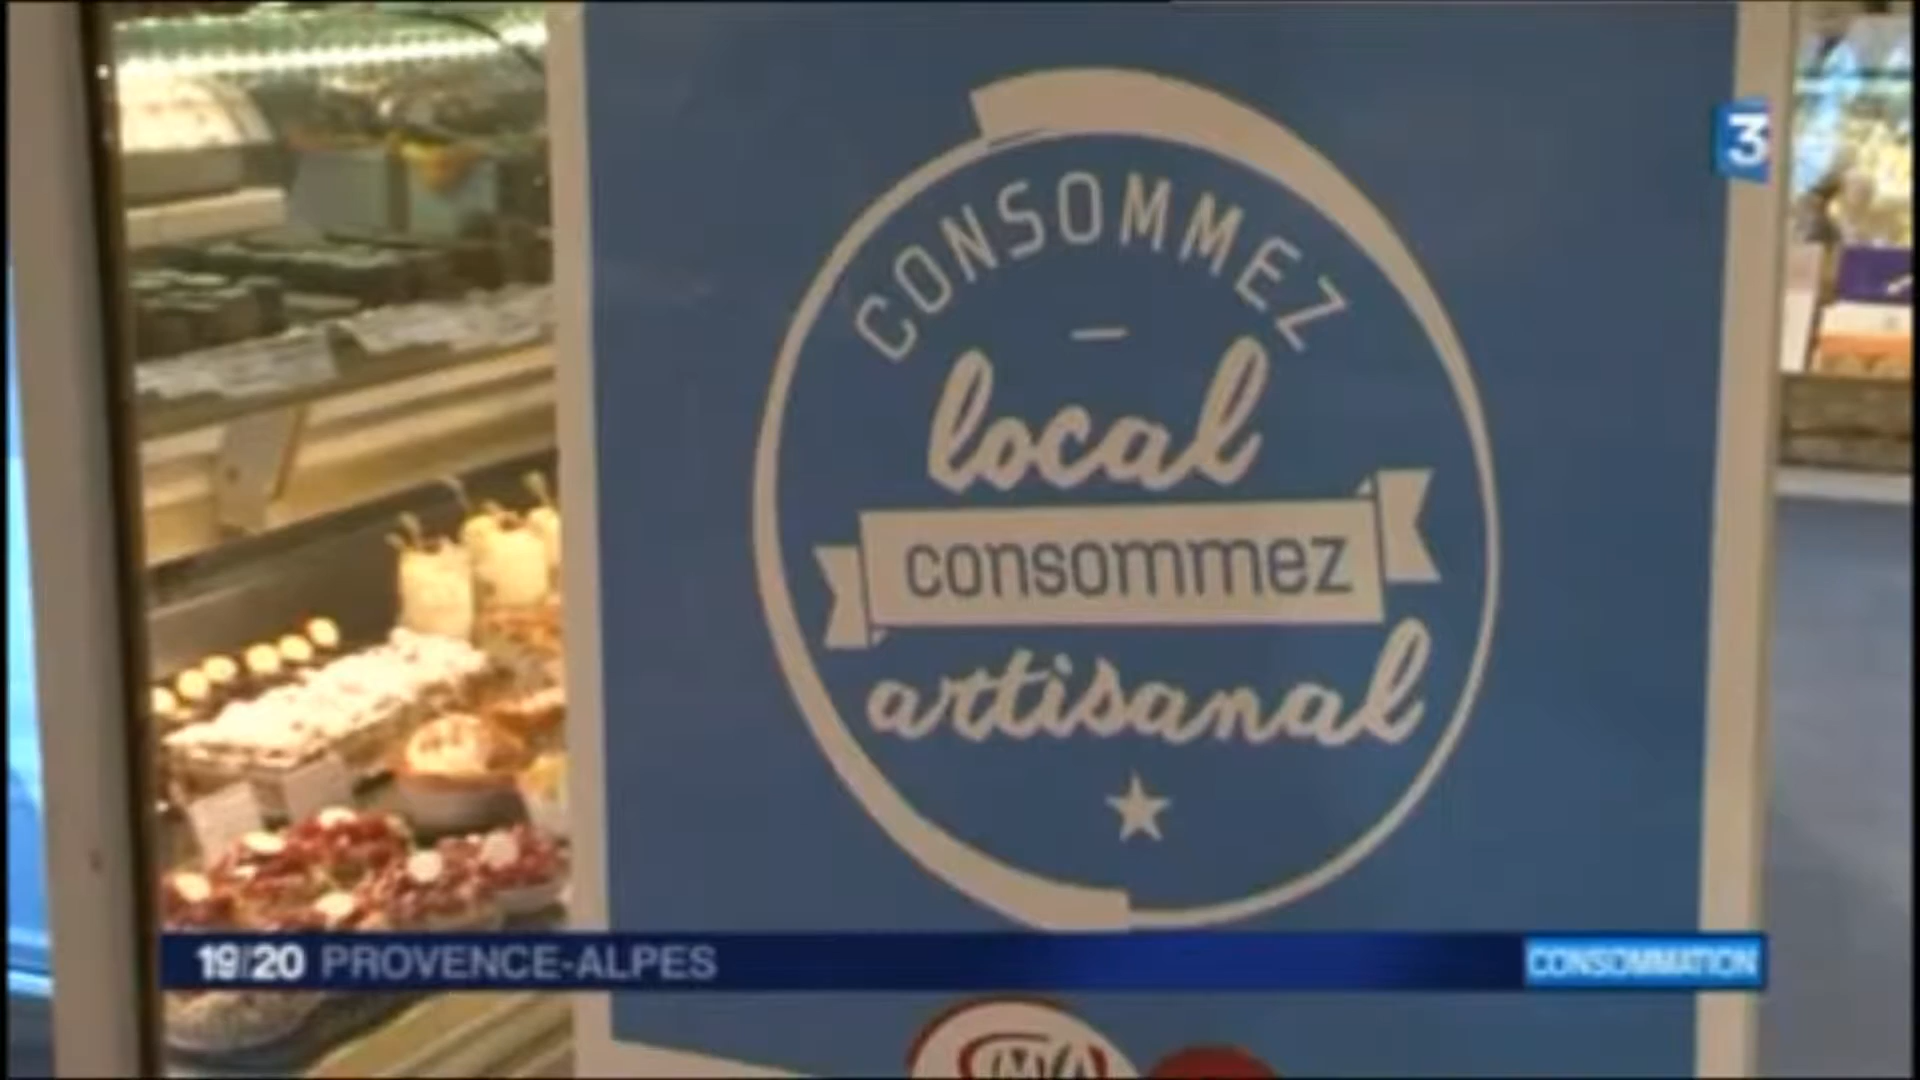 3
CONSOMMEZ
local
consommez
artisanal
19/20 PROVENCE-ALPES
CONSOMMATION